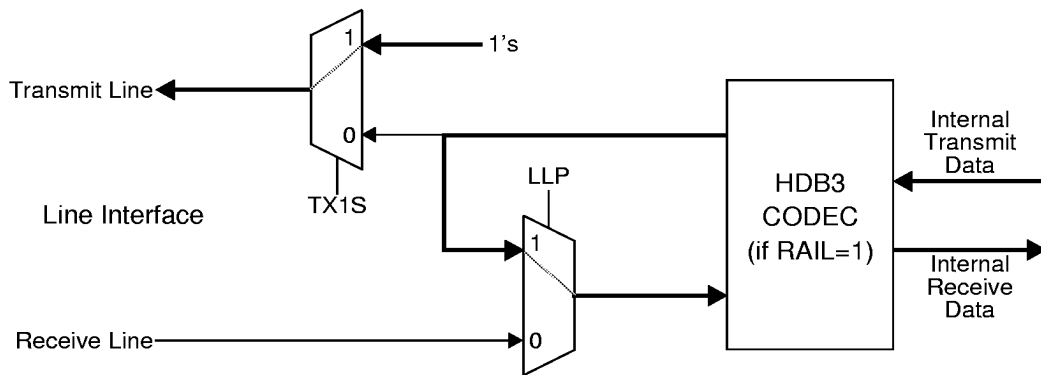 1
1's
Transmit Line
0
TX1S
Line Interface
LLP
1
0
Receive Line
HDB3
CODEC
(if RAIL=1)
Internal
Transmit
Data
Internal
Receive
Data